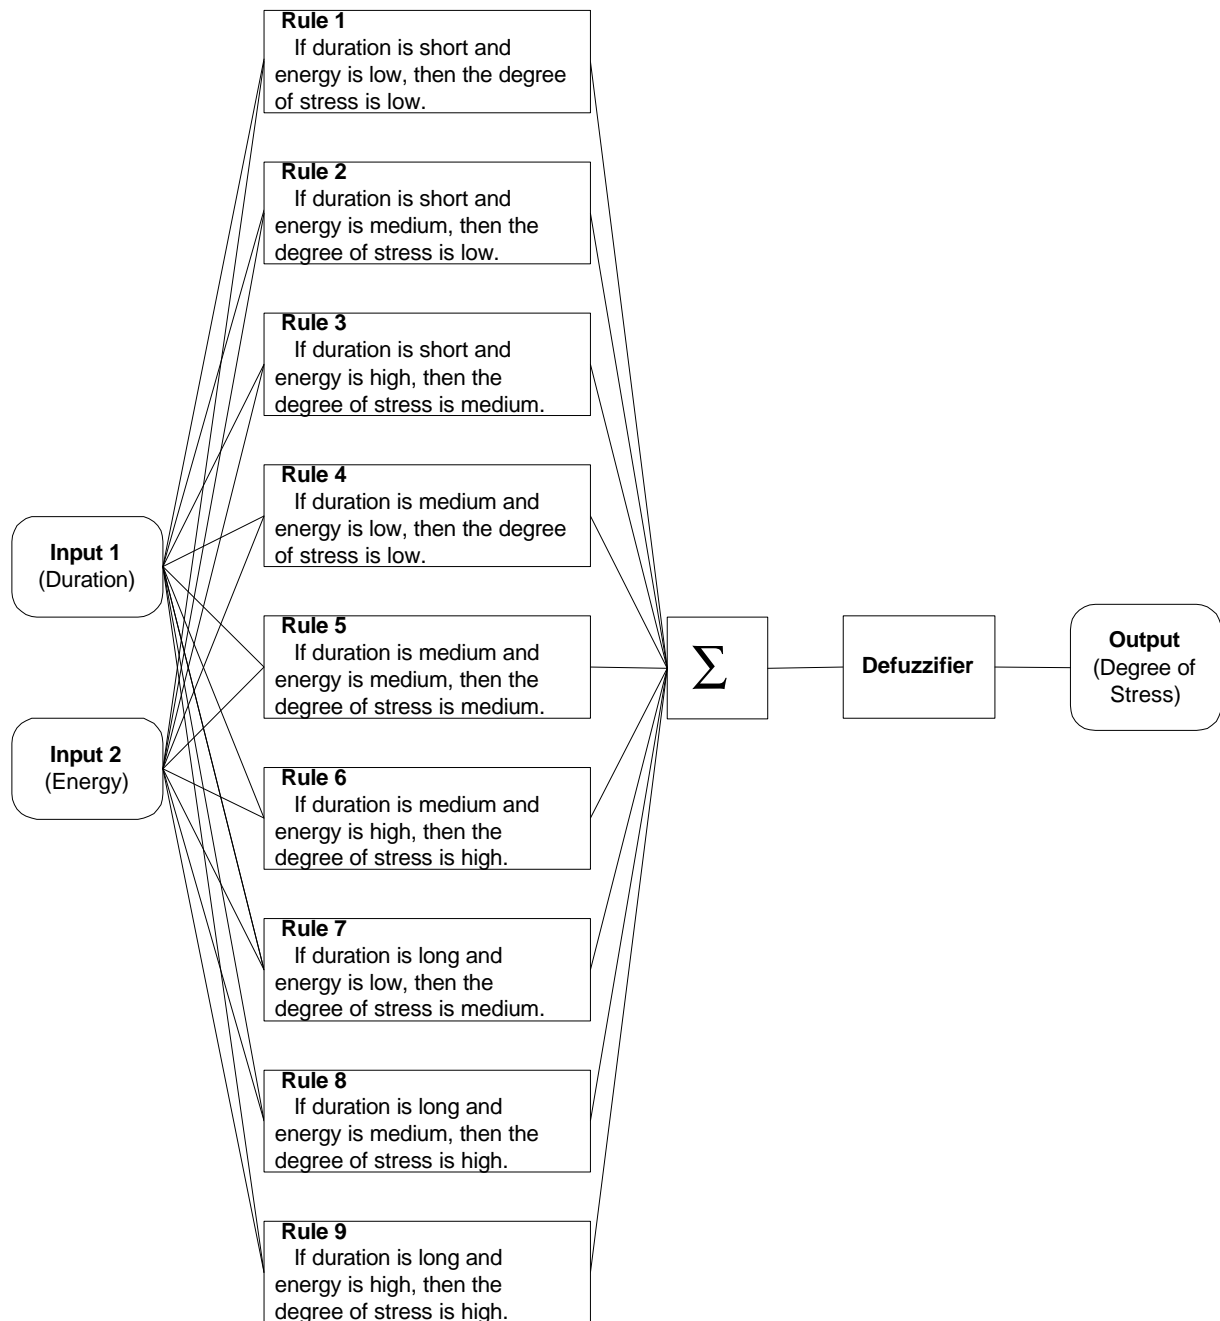 Rule 1
If duration is short and
energy is low, then the degree
of stress is low.
Rule 2
If duration is short and
energy is medium, then the
degree of stress is low.
Rule 3
If duration is short and
energy is high, then the
degree of stress is medium.
Rule 4
If duration is medium and
energy is low, then the degree
of stress is low.
Input 1
(Duration)
Rule 5
If duration is medium and
energy is medium, then the
degree of stress is medium.
Input 2
(Energy)
Rule 6
If duration is medium and
energy is high, then the
degree of stress is high.
Rule 7
If duration is long and
energy is low, then the
degree of stress is medium.
Rule 8
If duration is long and
energy is medium, then the
degree of stress is high.
Rule 9
If duration is long and
energy is high, then the
degree of stress is high.
∑
Defuzzifier
Output
(Degree of
Stress)